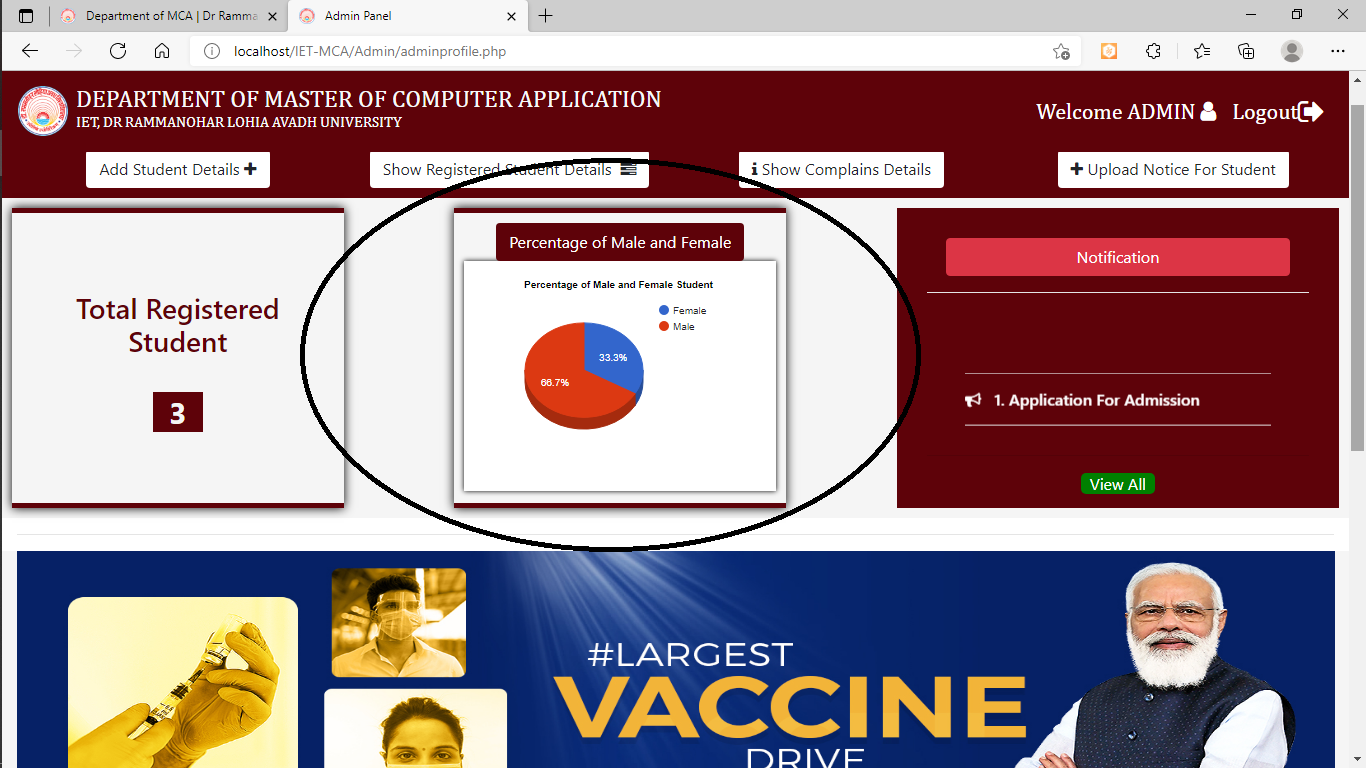 Department of MCA | Dr Ramma
Admin Panel
localhost/IET-MCA/Admin/adminprofile.php
DEPARTMENT OF MASTER OF COMPUTER APPLICATION
IET, DR RAMMANOHAR LOHIA AVADH UNIVERSITY
Welcome ADMIN
Logout
Add Student Details
Show Registered Student Details
Show Complains Details
Upload Notice For Student
Total Registered
Student
3
Percentage of Male and Female
Percentage of Male and Female Student
Female
Male
33.3%
66.7%
Notification
1. Application For Admission
View All
#LARGEST
VACCINE
DRIVE